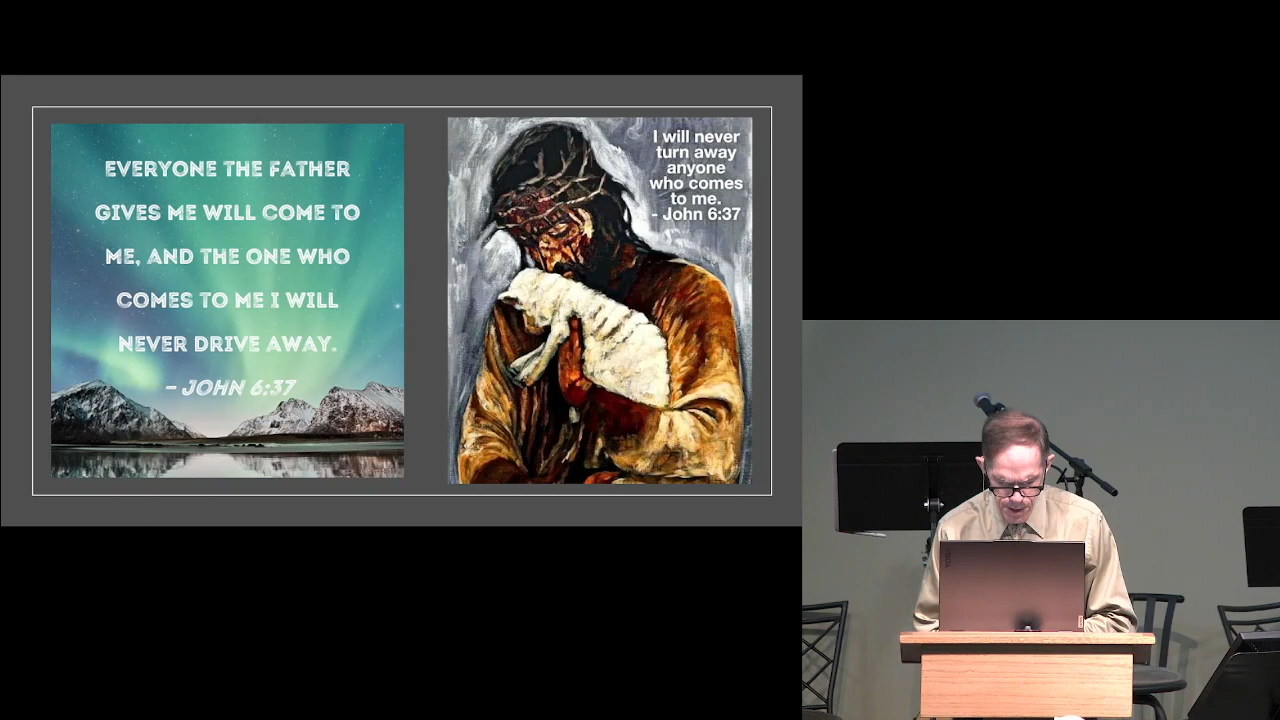 EVERYONE THE FATHER
GIVES ME WILL COME TO
ME, AND THE ONE WHO
COMES TO ME I WILL
NEVER DRIVE AWAY.
- JOHN 6:37
I will never
turn away
anyone
who comes
to me.
- John 6:37
YOGA